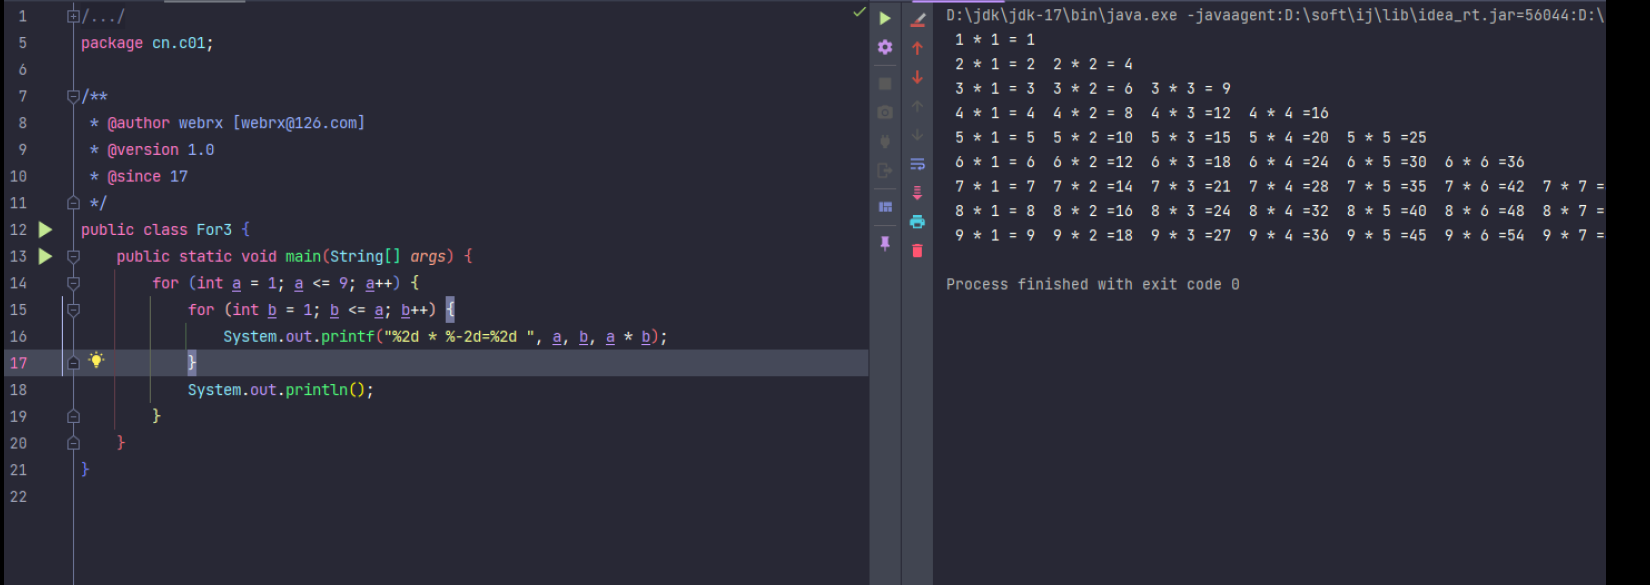 1 /.../
5 package cn.c01;
6
7 /**
8 * @author webrx [webrx@126.com]
9 * @version 1.0
10 * @since 17
11 */
12 public class For3 {
13 public static void main(String[] args) {
14 for (int a = 1; a <= 9; a++) {
15 for (int b = 1; b <= a; b++) {
16 System.out.printf("%2d * %-2d=%2d ", a, b, a * b);
17 }
18 System.out.println();
19 }
20 }
21 }
22
D:\jdk\jdk-17\bin\java.exe -javaagent:D:\soft\ij\lib\idea_rt.jar=56044:D:\
1 * 1 = 1
2 * 1 = 2  2 * 2 = 4
3 * 1 = 3  3 * 2 = 6  3 * 3 = 9
4 * 1 = 4  4 * 2 = 8  4 * 3 =12  4 * 4 =16
5 * 1 = 5  5 * 2 =10  5 * 3 =15  5 * 4 =20  5 * 5 =25
6 * 1 = 6  6 * 2 =12  6 * 3 =18  6 * 4 =24  6 * 5 =30  6 * 6 =36
7 * 1 = 7  7 * 2 =14  7 * 3 =21  7 * 4 =28  7 * 5 =35  7 * 6 =42  7 * 7 =
8 * 1 = 8  8 * 2 =16  8 * 3 =24  8 * 4 =32  8 * 5 =40  8 * 6 =48  8 * 7 =
9 * 1 = 9  9 * 2 =18  9 * 3 =27  9 * 4 =36  9 * 5 =45  9 * 6 =54  9 * 7 =
Process finished with exit code 0